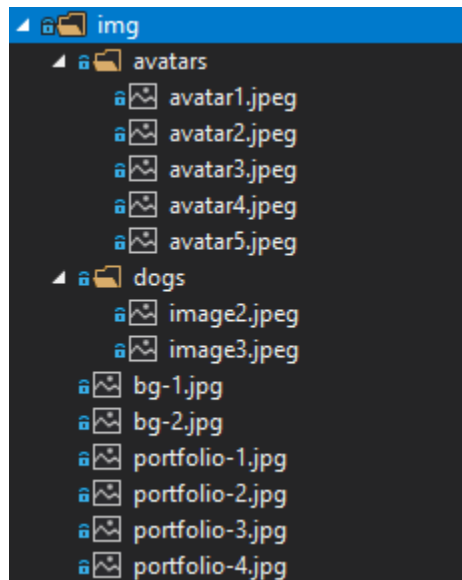 img
avatars
avatar1.jpeg
avatar2.jpeg
avatar3.jpeg
avatar4.jpeg
avatar5.jpeg
dogs
image2.jpeg
image3.jpeg
bg-1.jpg
bg-2.jpg
portfolio-1.jpg
portfolio-2.jpg
portfolio-3.jpg
portfolio-4.jpg